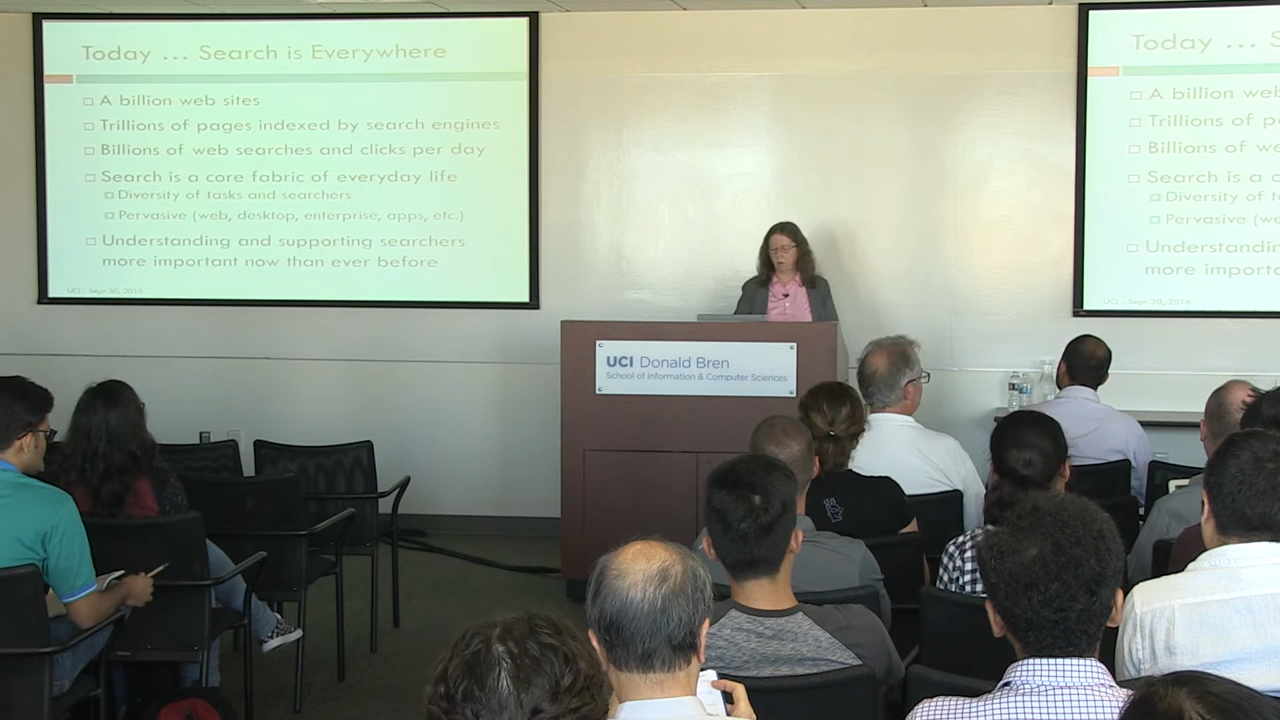 Today ... Search is Everywhere
A billion web sites
Trillions of pages indexed by search engines
Billions of web searches and clicks per day
Search is a core fabric of everyday life
Diversity of tasks and searchers
Pervasive (web, desktop, enterprise, apps, etc.)
Understanding and supporting searchers
more important now than ever before
UCI - Sept 30, 2016
UCI Donald Bren
School of Information & Computer Sciences
Today ... S
A billion web
Trillions of p
Billions of we
Search is a c
Diversity of t
Pervasive (we
Understandin
more importa
UCI - Sept 30, 2016